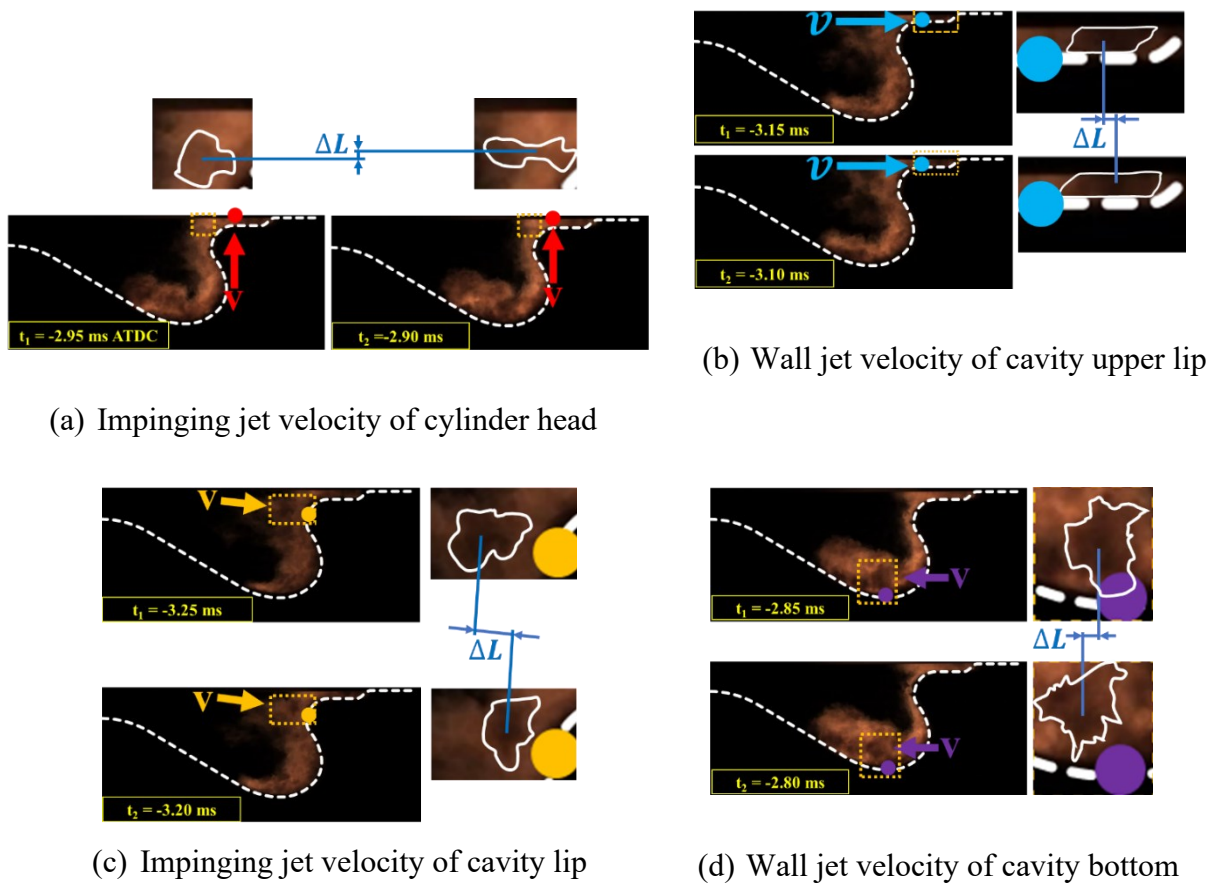 ΔL
V
V
t₁ = -2.95 ms ATDC
t₂ = -2.90
(a) Impinging jet velocity of cylinder head
v
t₁ = -3.15 ms
ΔL
v
t₂ = -3.10 ms
(b) Wall jet velocity of cavity upper lip
V
t₁ = -3.25 ms
ΔL
V
t₂ = -3.20 ms
(c) Impinging jet velocity of cavity lip
V
t₁ = -2.85 ms
ΔL
V
t₂ = -2.80 ms
(d) Wall jet velocity of cavity bottom